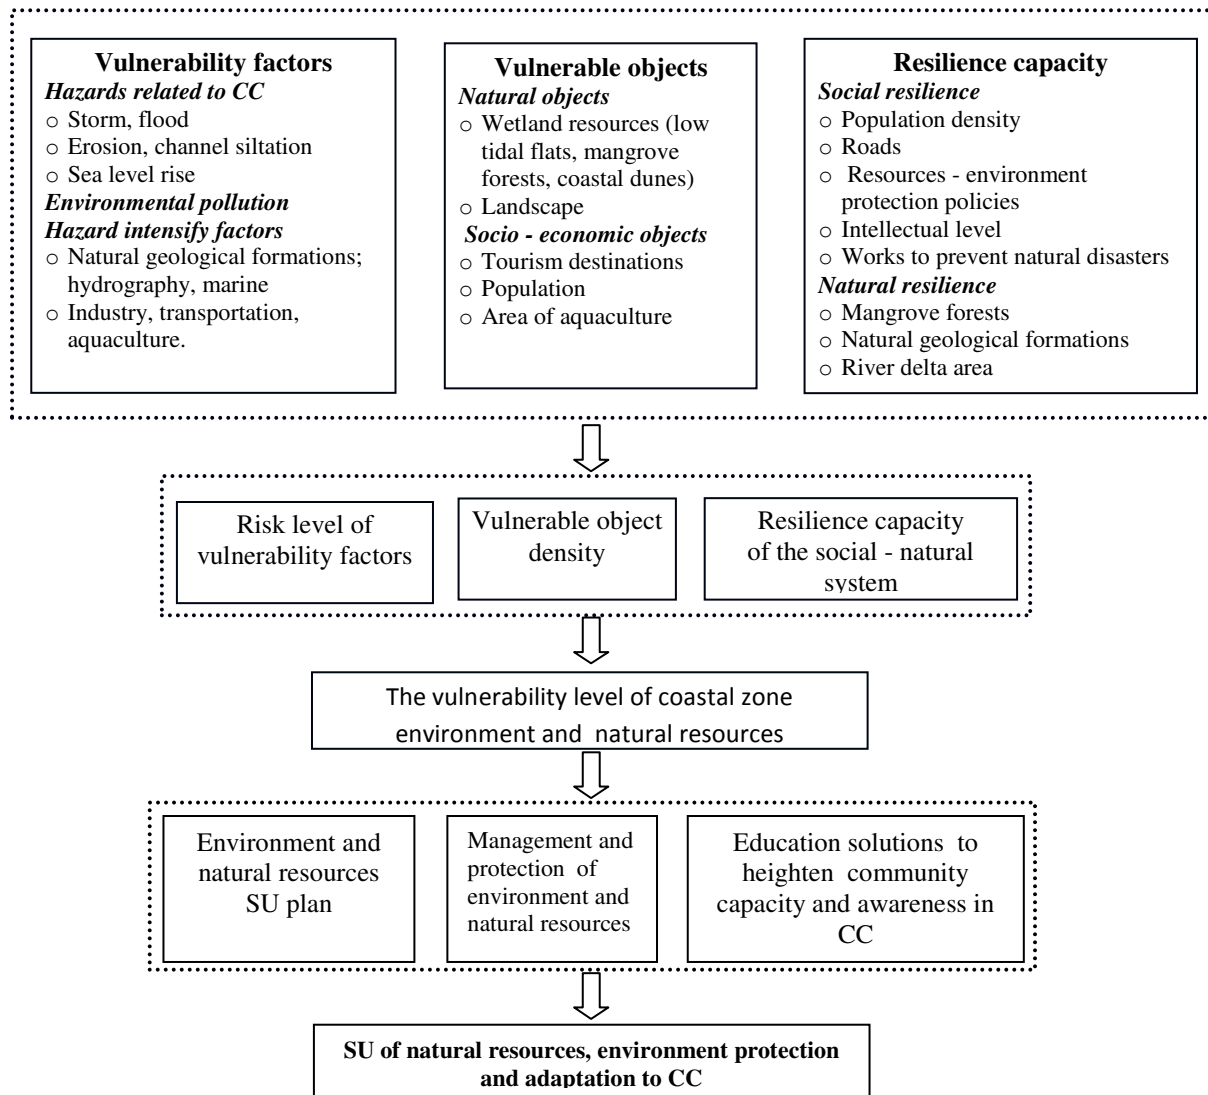 Vulnerability factors
Hazards related to CC
○ Storm, flood
○ Erosion, channel siltation
○ Sea level rise
Environmental pollution
Hazard intensify factors
○ Natural geological formations;
hydrography, marine
○ Industry, transportation,
aquaculture.
Vulnerable objects
Natural objects
○ Wetland resources (low
tidal flats, mangrove
forests, coastal dunes)
○ Landscape
Socio - economic objects
○ Tourism destinations
○ Population
○ Area of aquaculture
Resilience capacity
Social resilience
○ Population density
○ Roads
○ Resources - environment
protection policies
○ Intellectual level
○ Works to prevent natural disasters
Natural resilience
○ Mangrove forests
○ Natural geological formations
○ River delta area
Risk level of
vulnerability factors
Vulnerable object
density
Resilience capacity
of the social - natural
system
The vulnerability level of coastal zone
environment and natural resources
Environment and
natural resources
SU plan
Management and
protection of
environment and
natural resources
Education solutions to
heighten community
capacity and awareness in
CC
SU of natural resources, environment protection
and adaptation to CC